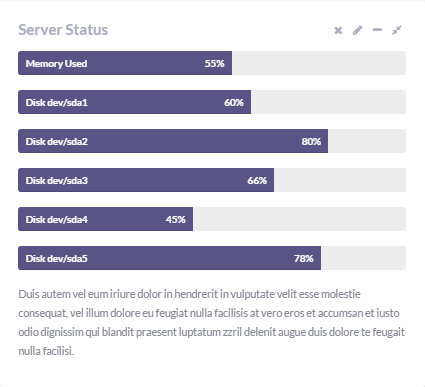 Server Status
Memory Used 55%
Disk dev/sda1 60%
Disk dev/sda2 80%
Disk dev/sda3 66%
Disk dev/sda4 45%
Disk dev/sda5 78%
Duis autem vel eum iriure dolor in hendrerit in vulputate velit esse molestie
consequat, vel illum dolore eu feugiat nulla facilisis at vero eros et accumsan et iusto
odio dignissim qui blandit praesent luptatum zzril delenit augue duis dolore te feugait
nulla facilisi.